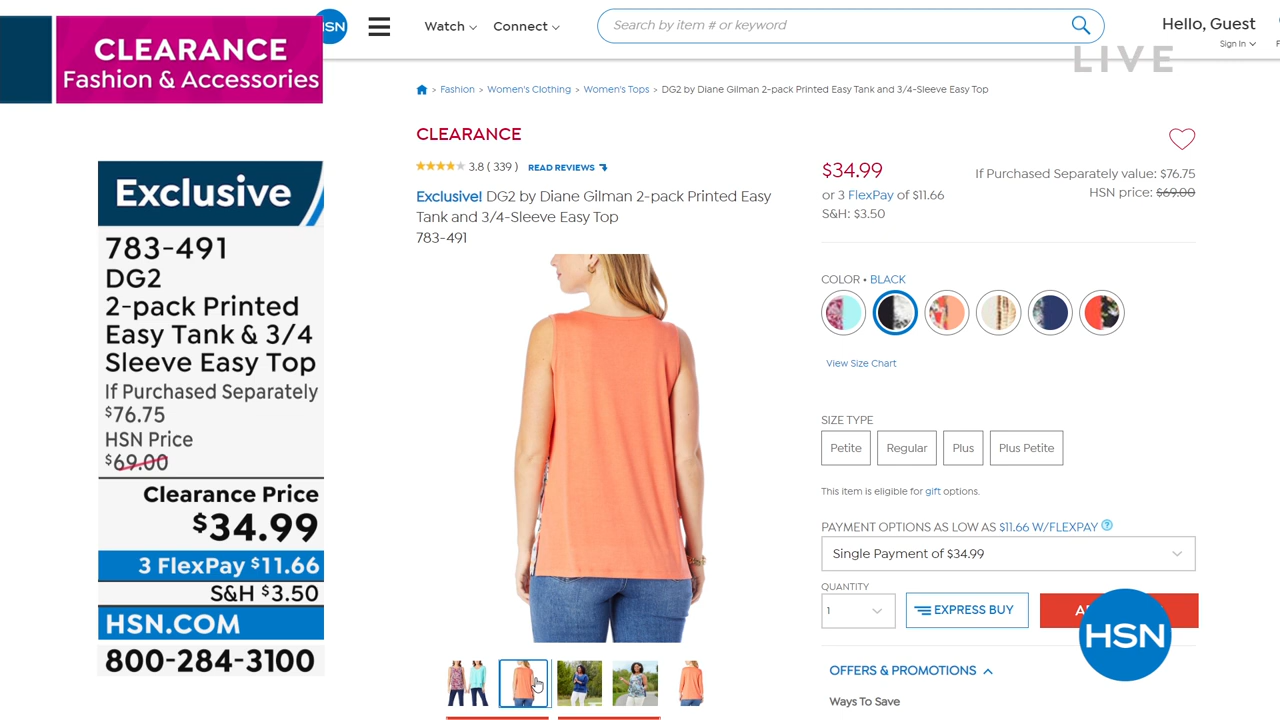 CLEARANCE
Fashion & Accessories
Exclusive
783-491
DG2
2-pack Printed
Easy Tank & 3/4
Sleeve Easy Top
If Purchased Separately
$76.75
HSN Price
$69.00
Clearance Price
$34.99
3 FlexPay $11.66
S&H $3.50
HSN.COM
800-284-3100
HSN
Watch
Connect
Search by item # or keyword
Hello, Guest
Sign In
LIVE
> Fashion > Women's Clothing > Women's Tops > DG2 by Diane Gilman 2-pack Printed Easy Tank and 3/4-Sleeve Easy Top
CLEARANCE
3.8 ( 339 ) READ REVIEWS
Exclusive! DG2 by Diane Gilman 2-pack Printed Easy
Tank and 3/4-Sleeve Easy Top
783-491
$34.99
or 3 FlexPay of $11.66
S&H: $3.50
If Purchased Separately value: $76.75
HSN price: $69.00
COLOR • BLACK
View Size Chart
SIZE TYPE
Petite
Regular
Plus
Plus Petite
This item is eligible for gift options.
PAYMENT OPTIONS AS LOW AS $11.66 W/FLEXPAY ?
Single Payment of $34.99
QUANTITY
1
EXPRESS BUY
HSN
OFFERS & PROMOTIONS
Ways To Save